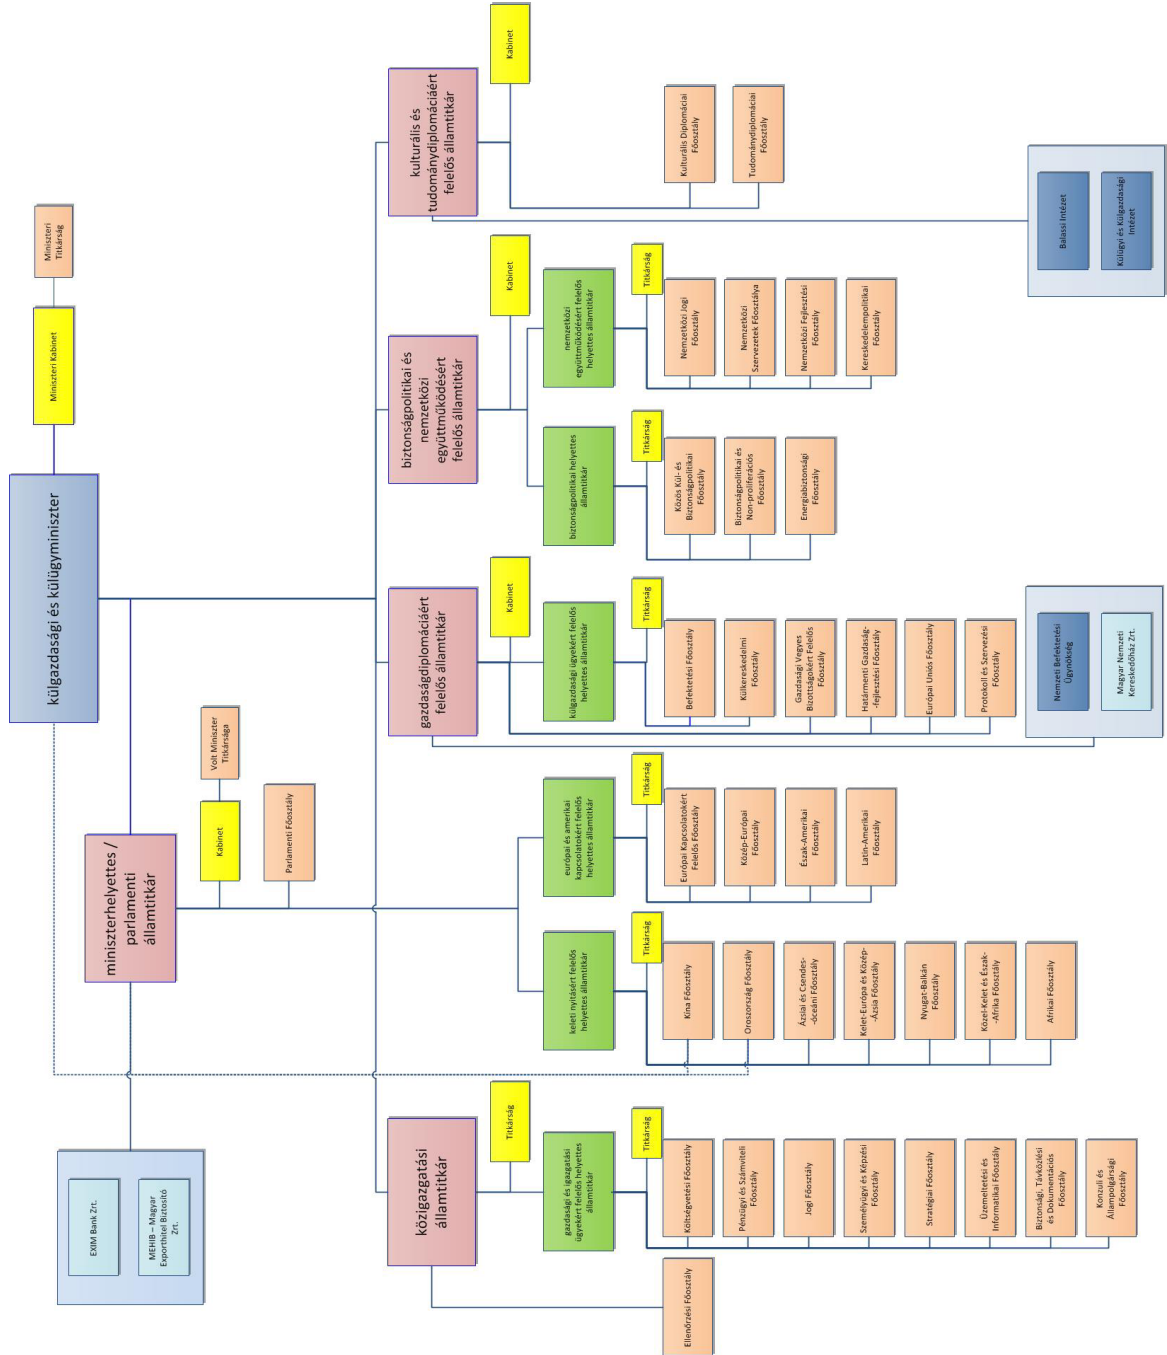 külgazdasági és külügyminiszter
Miniszteri Kabinet
Miniszteri
Titkárság
miniszterhelyettes /
parlamenti
államtitkár
EXIM Bank Zrt.
MEHIB – Magyar
Exporthitel Biztosító
Zrt.
Kabinet
Volt Miniszter
Titkársága
Parlamenti Főosztály
közigazgatási
államtitkár
Titkárság
gazdasági és igazgatási
ügyekért felelős helyettes
államtitkár
Titkárság
Ellenőrzési Főosztály
Költségvetési Főosztály
Pénzügyi és Számviteli
Főosztály
Jogi Főosztály
Személyügyi és Képzési
Főosztály
Stratégiai Főosztály
Üzemeltetési és
Informatikai Főosztály
Biztonsági, Távközlési
és Dokumentációs
Főosztály
Konzuli és
Állampolgársági
Főosztály
keleti nyitásért felelős
helyettes államtitkár
Titkárság
Kína Főosztály
Oroszország Főosztály
Ázsiai és Csendes-
-óceáni Főosztály
Kelet-Európa és Közép-
-Ázsia Főosztály
Nyugat-Balkán
Főosztály
Közel-Kelet és Észak-
-Afrika Főosztály
Afrikai Főosztály
európai és amerikai
kapcsolatokért felelős
helyettes államtitkár
Titkárság
Európai Kapcsolatokért
Felelős Főosztály
Közép-Európai
Főosztály
Észak-Amerikai
Főosztály
Latin-Amerikai
Főosztály
gazdaságdiplomáciáért
felelős államtitkár
Kabinet
külgazdasági ügyekért felelős
helyettes államtitkár
Titkárság
Befektetési Főosztály
Külkereskedelmi
Főosztály
Gazdasági Vegyes
Bizottságokért Felelős
Főosztály
Határmenti Gazdaság-
-fejlesztési Főosztály
Európai Uniós Főosztály
Protokoll és Szervezési
Főosztály
Nemzeti Befektetési
Ügynökség
Magyar Nemzeti
Kereskedőház Zrt.
biztonságpolitikai és
nemzetközi
együttműködésért
felelős államtitkár
Kabinet
biztonságpolitikai helyettes
államtitkár
Titkárság
Közös Kül- és
Biztonságpolitikai
Főosztály
Biztonságpolitikai és
Non-proliferációs
Főosztály
Energiabiztonsági
Főosztály
nemzetközi
együttműködésért felelős
helyettes államtitkár
Titkárság
Nemzetközi Jogi
Főosztály
Nemzetközi
Szervezetek Főosztálya
Nemzetközi Fejlesztési
Főosztály
Kereskedelempolitikai
Főosztály
kulturális és
tudománydiplomáciáért
felelős államtitkár
Kabinet
Kulturális Diplomáciai
Főosztály
Tudománydiplomáciai
Főosztály
Balassi Intézet
Külügyi és Külgazdasági
Intézet